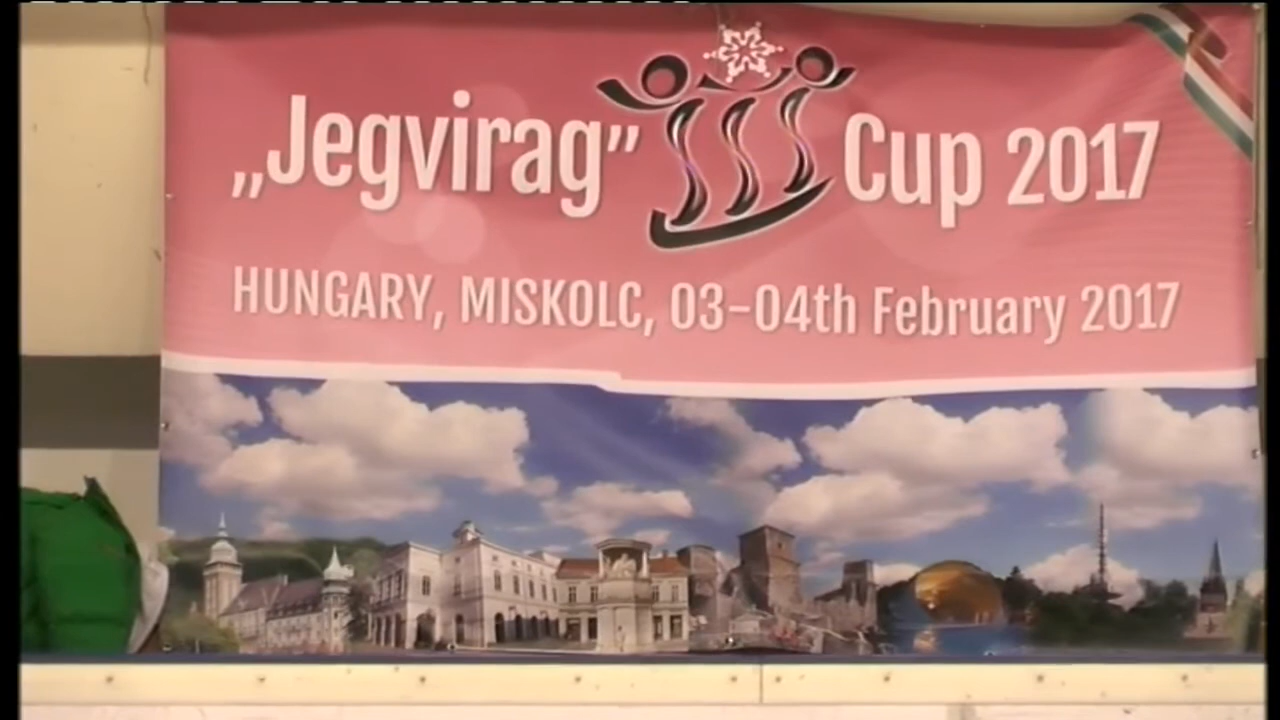 „Jegvirag” Cup 2017
HUNGARY, MISKOLC, 03-04th February 2017